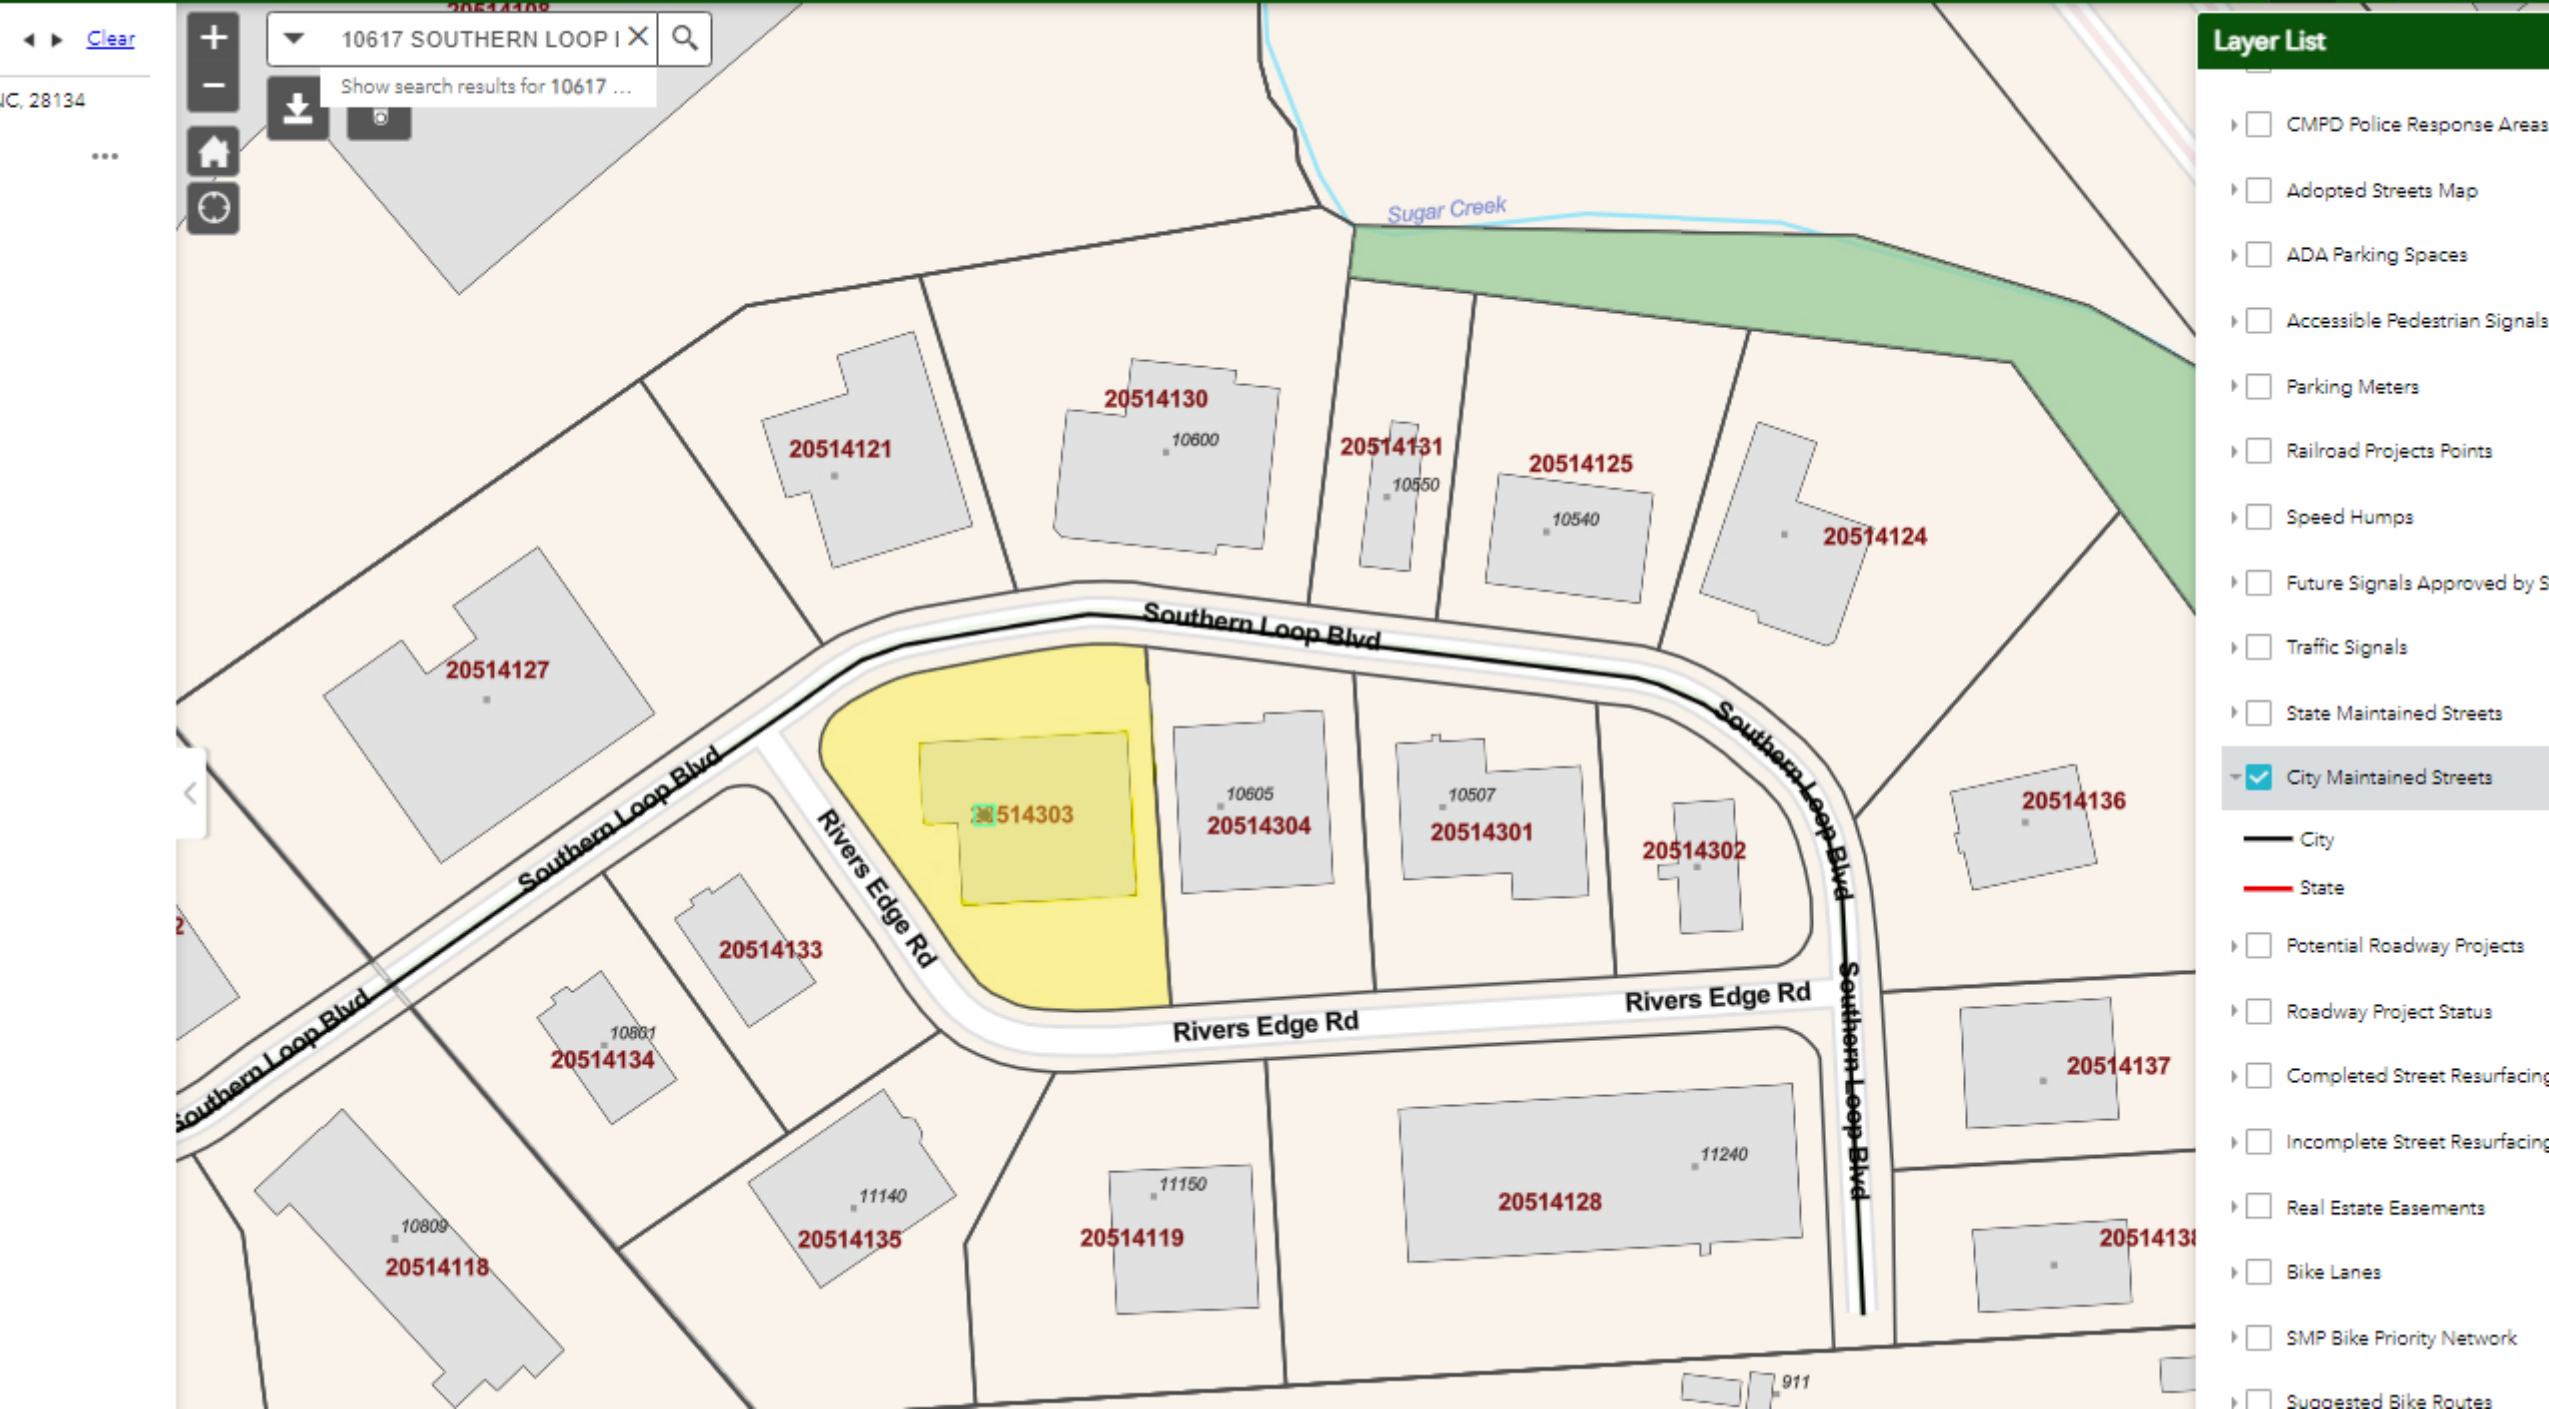 Clear
NC, 28134
•••
+
−
10617 SOUTHERN LOOP
Show search results for 10617 ...
20514108
Sugar Creek
20514130
10600
20514121
20514131
10550
20514125
10540
20514124
Southern Loop Blvd
20514127
Southern Loop Blvd
Southern Loop Blvd
Southern Loop Blvd
Southern Loop Blvd
Rivers Edge Rd
514303
10605
20514304
10507
20514301
20514302
20514136
20514133
Rivers Edge Rd
Rivers Edge Rd
10801
20514134
20514137
11140
20514135
11150
20514119
11240
20514128
10809
20514118
2051413
911
2
Layer List
CMPD Police Response Areas
Adopted Streets Map
ADA Parking Spaces
Accessible Pedestrian Signals
Parking Meters
Railroad Projects Points
Speed Humps
Future Signals Approved by S
Traffic Signals
State Maintained Streets
City Maintained Streets
City
State
Potential Roadway Projects
Roadway Project Status
Completed Street Resurfacing
Incomplete Street Resurfacing
Real Estate Easements
Bike Lanes
SMP Bike Priority Network
Suggested Bike Routes